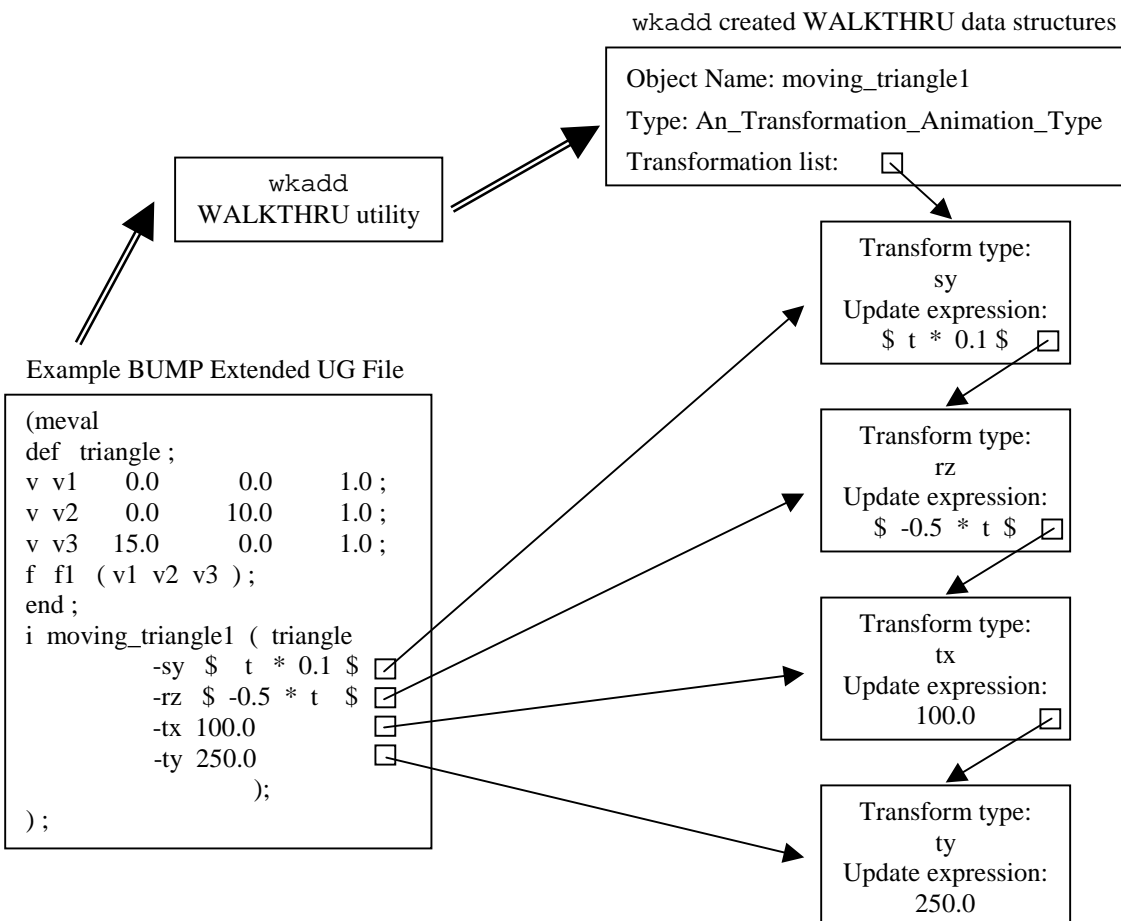 wkadd created WALKTHRU data structures
Object Name: moving_triangle1
Type: An_Transformation_Animation_Type
Transformation list:
wkadd
WALKTHRU utility
Transform type:
sy
Update expression:
$ t * 0.1 $
Transform type:
rz
Update expression:
$ -0.5 * t $
Transform type:
tx
Update expression:
100.0
Transform type:
ty
Update expression:
250.0
Example BUMP Extended UG File
(meval
def triangle ;
v v1 0.0 0.0 1.0 ;
v v2 0.0 10.0 1.0 ;
v v3 15.0 0.0 1.0 ;
f f1 ( v1 v2 v3 ) ;
end ;
i moving_triangle1 ( triangle
-sy $ t * 0.1 $
-rz $ -0.5 * t $
-tx 100.0
-ty 250.0
);
) ;